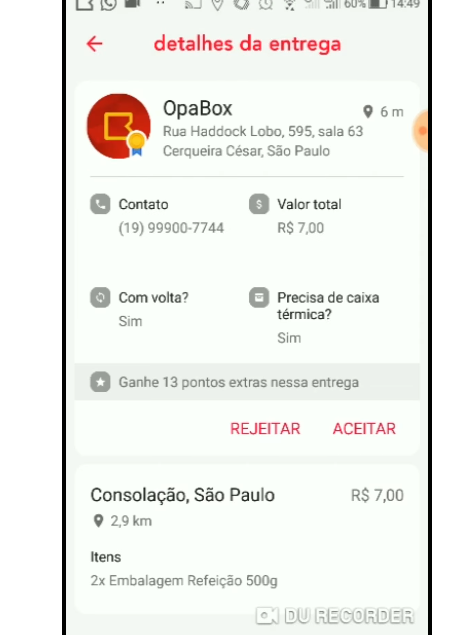 60% 14:49
detalhes da entrega
OpaBox
6 m
Rua Haddock Lobo, 595, sala 63
Cerqueira César, São Paulo
Contato
(19) 99900-7744
Valor total
R$ 7,00
Com volta?
Sim
Precisa de caixa
térmica?
Sim
Ganhe 13 pontos extras nessa entrega
REJEITAR ACEITAR
Consolação, São Paulo R$ 7,00
2,9 km
Itens
2x Embalagem Refeição 500g
DU RECORDER